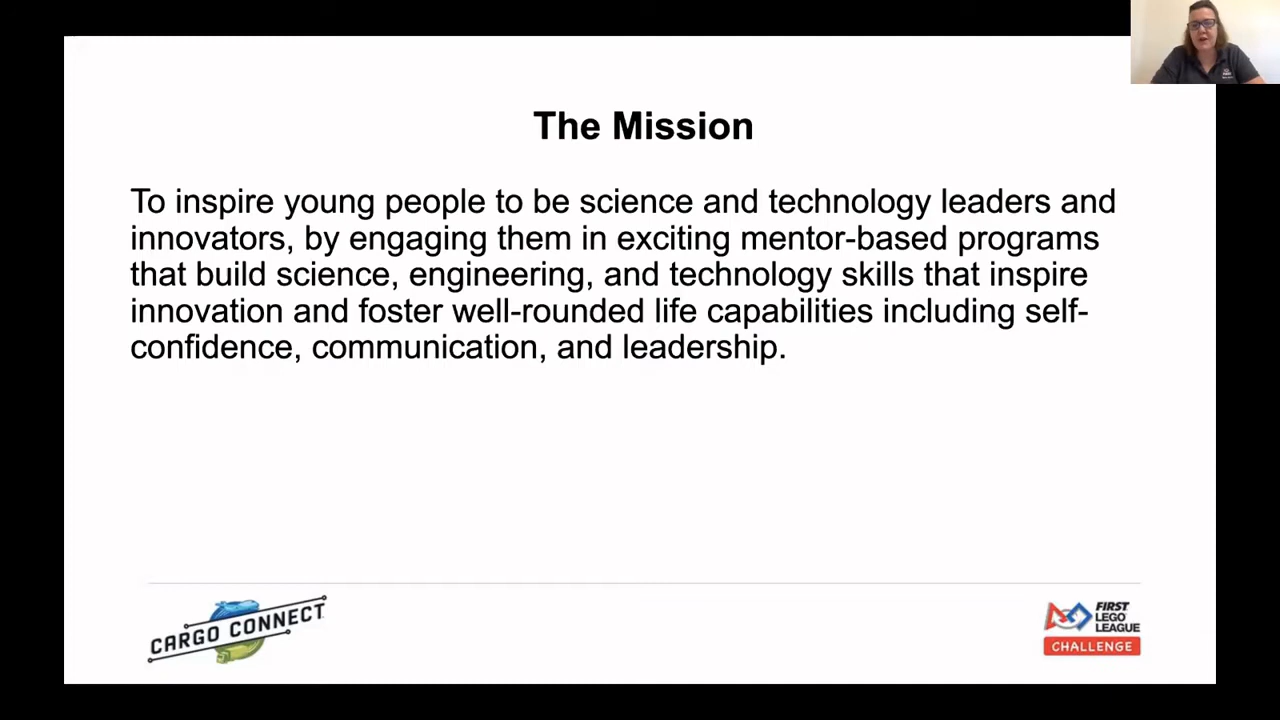 The Mission
To inspire young people to be science and technology leaders and
innovators, by engaging them in exciting mentor-based programs
that build science, engineering, and technology skills that inspire
innovation and foster well-rounded life capabilities including self-
confidence, communication, and leadership.
CARGO CONNECT
FIRST
LEGO
LEAGUE
CHALLENGE